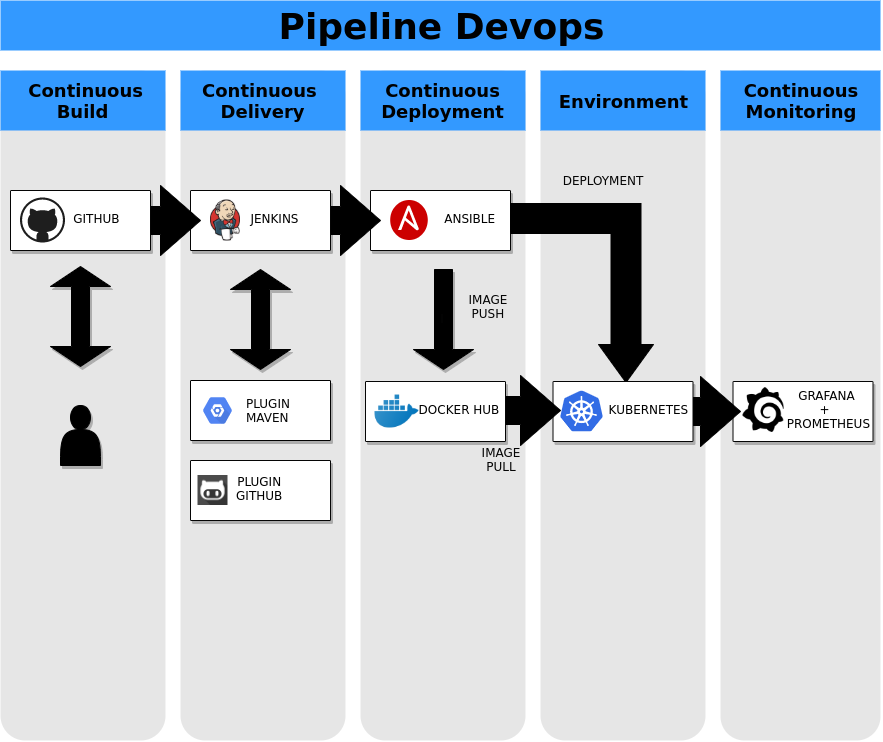 Pipeline Devops
Continuous
Build
Continuous
Delivery
Continuous
Deployment
Environment
Continuous
Monitoring
DEPLOYMENT
GITHUB
JENKINS
ANSIBLE
IMAGE
PUSH
PLUGIN
MAVEN
DOCKER HUB
KUBERNETES
GRAFANA
+
PROMETHEUS
IMAGE
PULL
PLUGIN
GITHUB